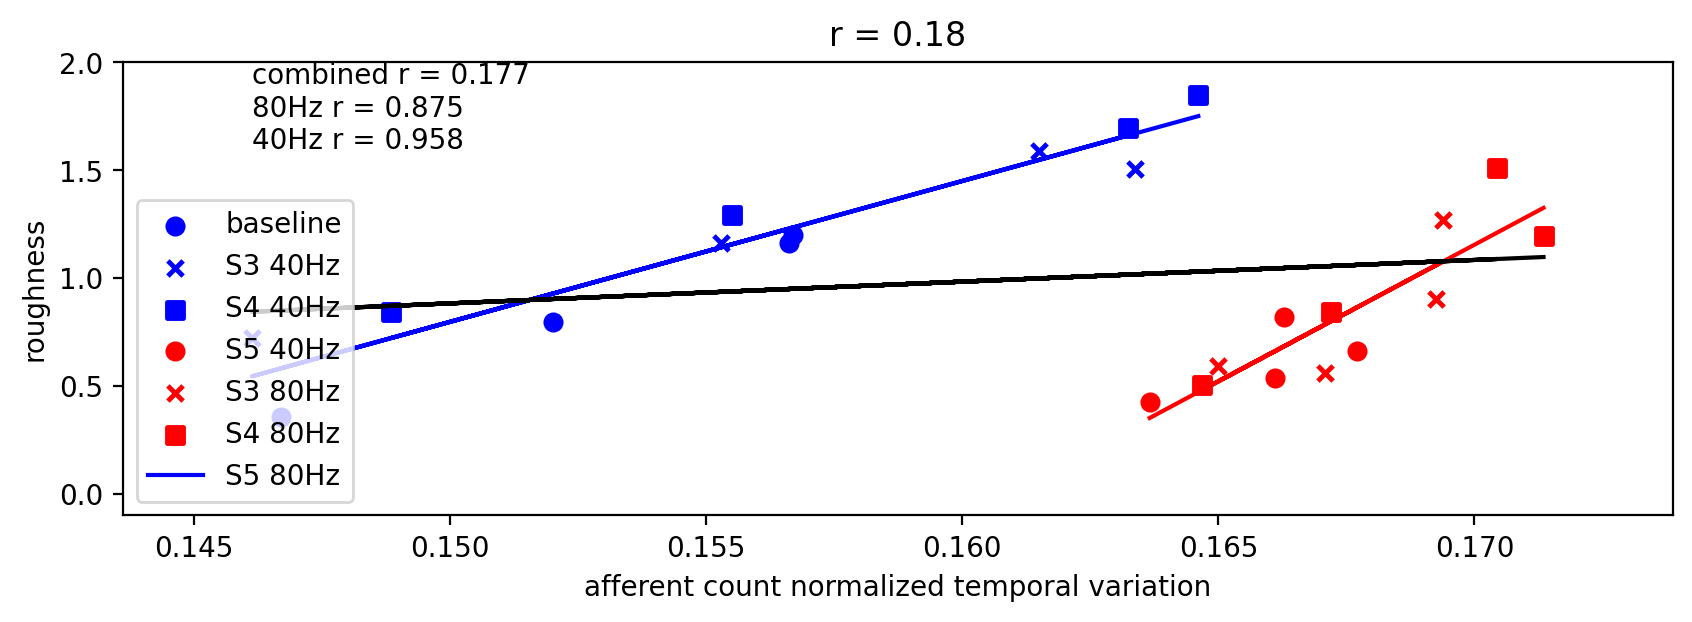 r = 0.18
combined r = 0.177
80Hz r = 0.875
40Hz r = 0.958
2.0
1.5
1.0
0.5
0.0
roughness
baseline
S3 40Hz
S4 40Hz
S5 40Hz
S3 80Hz
S4 80Hz
S5 80Hz
0.145 0.150 0.155 0.160 0.165 0.170
afferent count normalized temporal variation